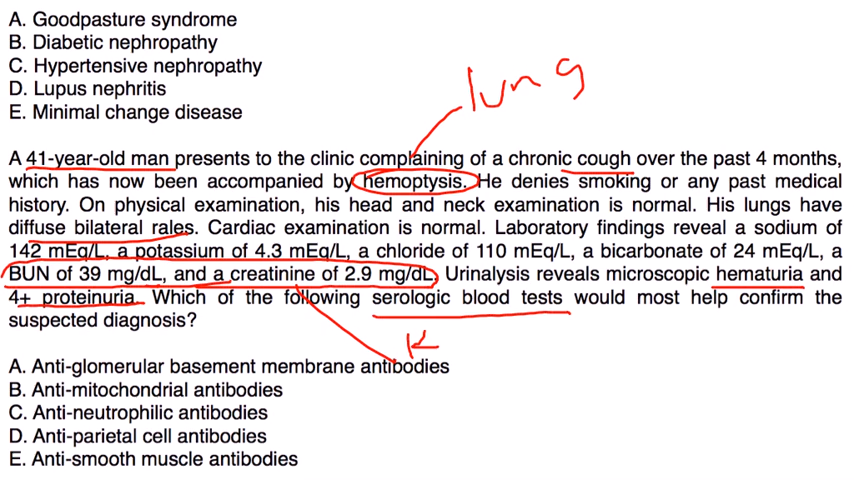 A. Goodpasture syndrome
B. Diabetic nephropathy
C. Hypertensive nephropathy
D. Lupus nephritis
E. Minimal change disease
lung
A 41-year-old man presents to the clinic complaining of a chronic cough over the past 4 months,
which has now been accompanied by hemoptysis. He denies smoking or any past medical
history. On physical examination, his head and neck examination is normal. His lungs have
diffuse bilateral rales. Cardiac examination is normal. Laboratory findings reveal a sodium of
142 mEq/L, a potassium of 4.3 mEq/L, a chloride of 110 mEq/L, a bicarbonate of 24 mEq/L, a
BUN of 39 mg/dL, and a creatinine of 2.9 mg/dL. Urinalysis reveals microscopic hematuria and
4+ proteinuria. Which of the following serologic blood tests would most help confirm the
suspected diagnosis?
K
A. Anti-glomerular basement membrane antibodies
B. Anti-mitochondrial antibodies
C. Anti-neutrophilic antibodies
D. Anti-parietal cell antibodies
E. Anti-smooth muscle antibodies